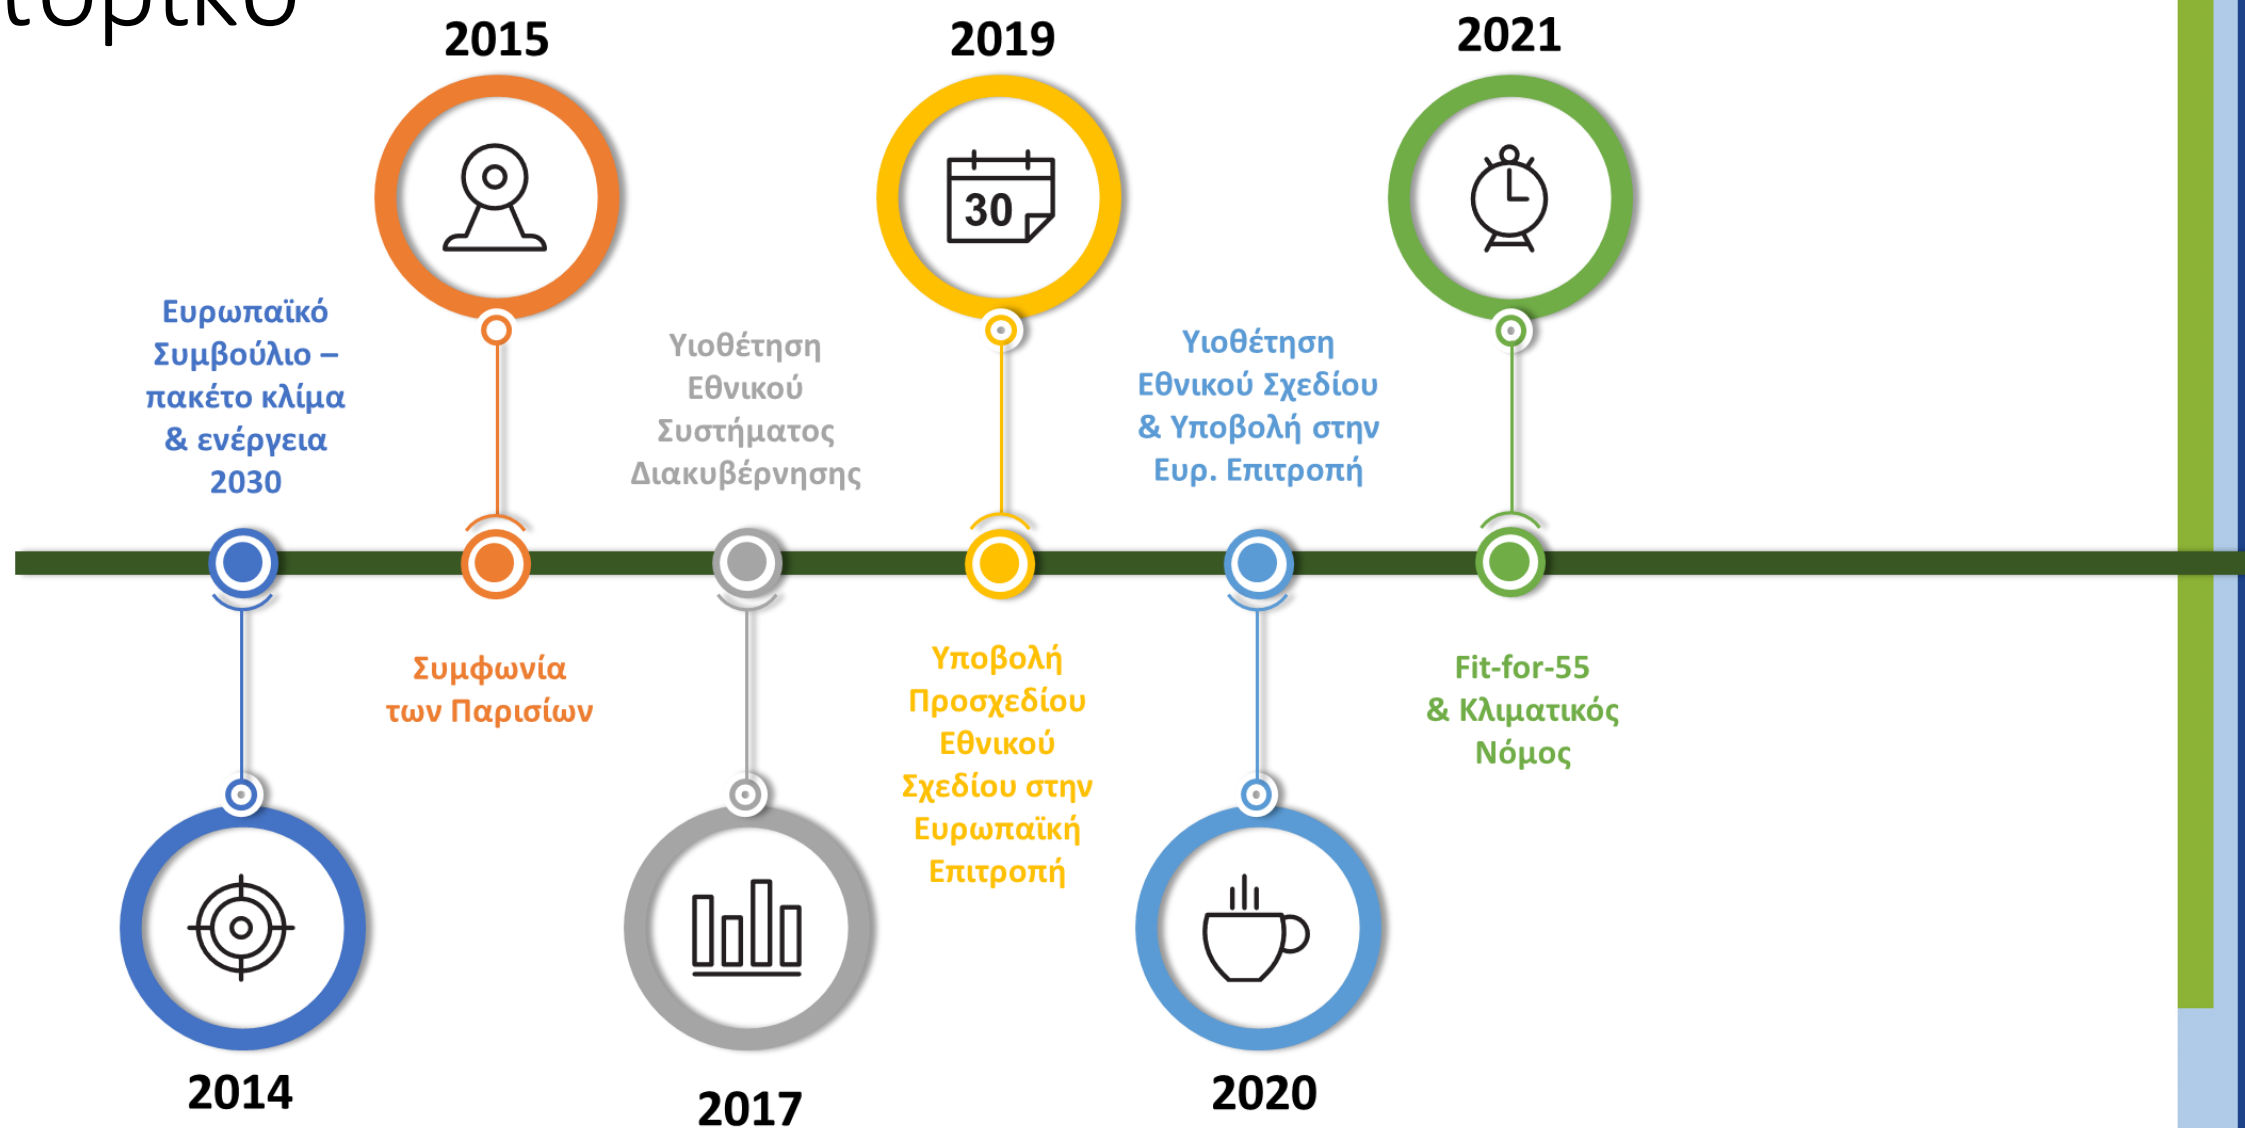 2015
2019
2021
30
Ευρωπαϊκό
Συμβούλιο –
πακέτο κλίμα
& ενέργεια
2030
Υιοθέτηση
Εθνικού
Συστήματος
Διακυβέρνησης
Υιοθέτηση
Εθνικού Σχεδίου
& Υποβολή στην
Ευρ. Επιτροπή
Συμφωνία
των Παρισίων
Υποβολή
Προσχεδίου
Εθνικού
Σχεδίου στην
Ευρωπαϊκή
Επιτροπή
Fit-for-55
& Κλιματικός
Νόμος
2014
2017
2020